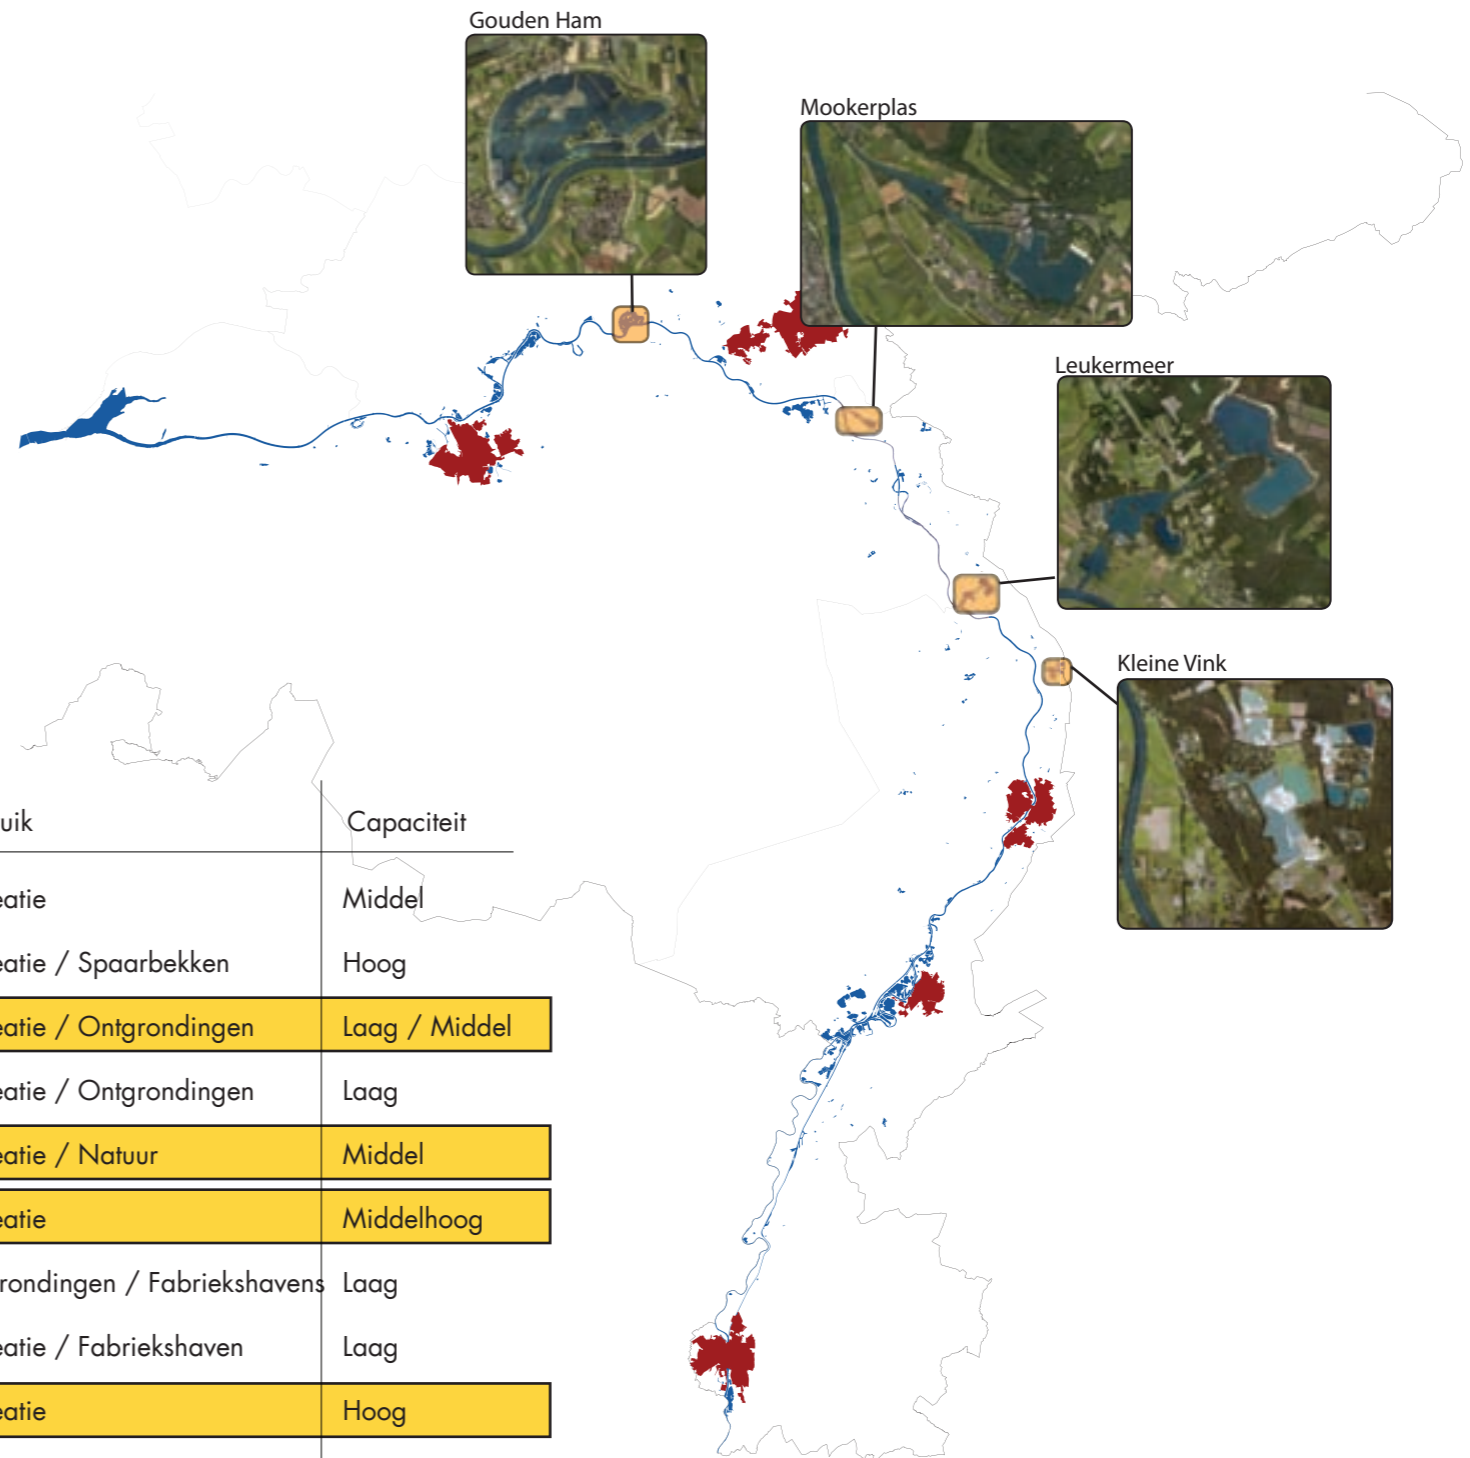 Gouden Ham
Mookerplas
Leukermeer
Kleine Vink
uik Capaciteit
eatie Middel
eatie / Spaarbekken Hoog
eatie / Ontgrondingen Laag / Middel
eatie / Ontgrondingen Laag
eatie / Natuur Middel
eatie Middelhoog
rondingen / Fabriekshavens Laag
eatie / Fabriekshaven Laag
eatie Hoog